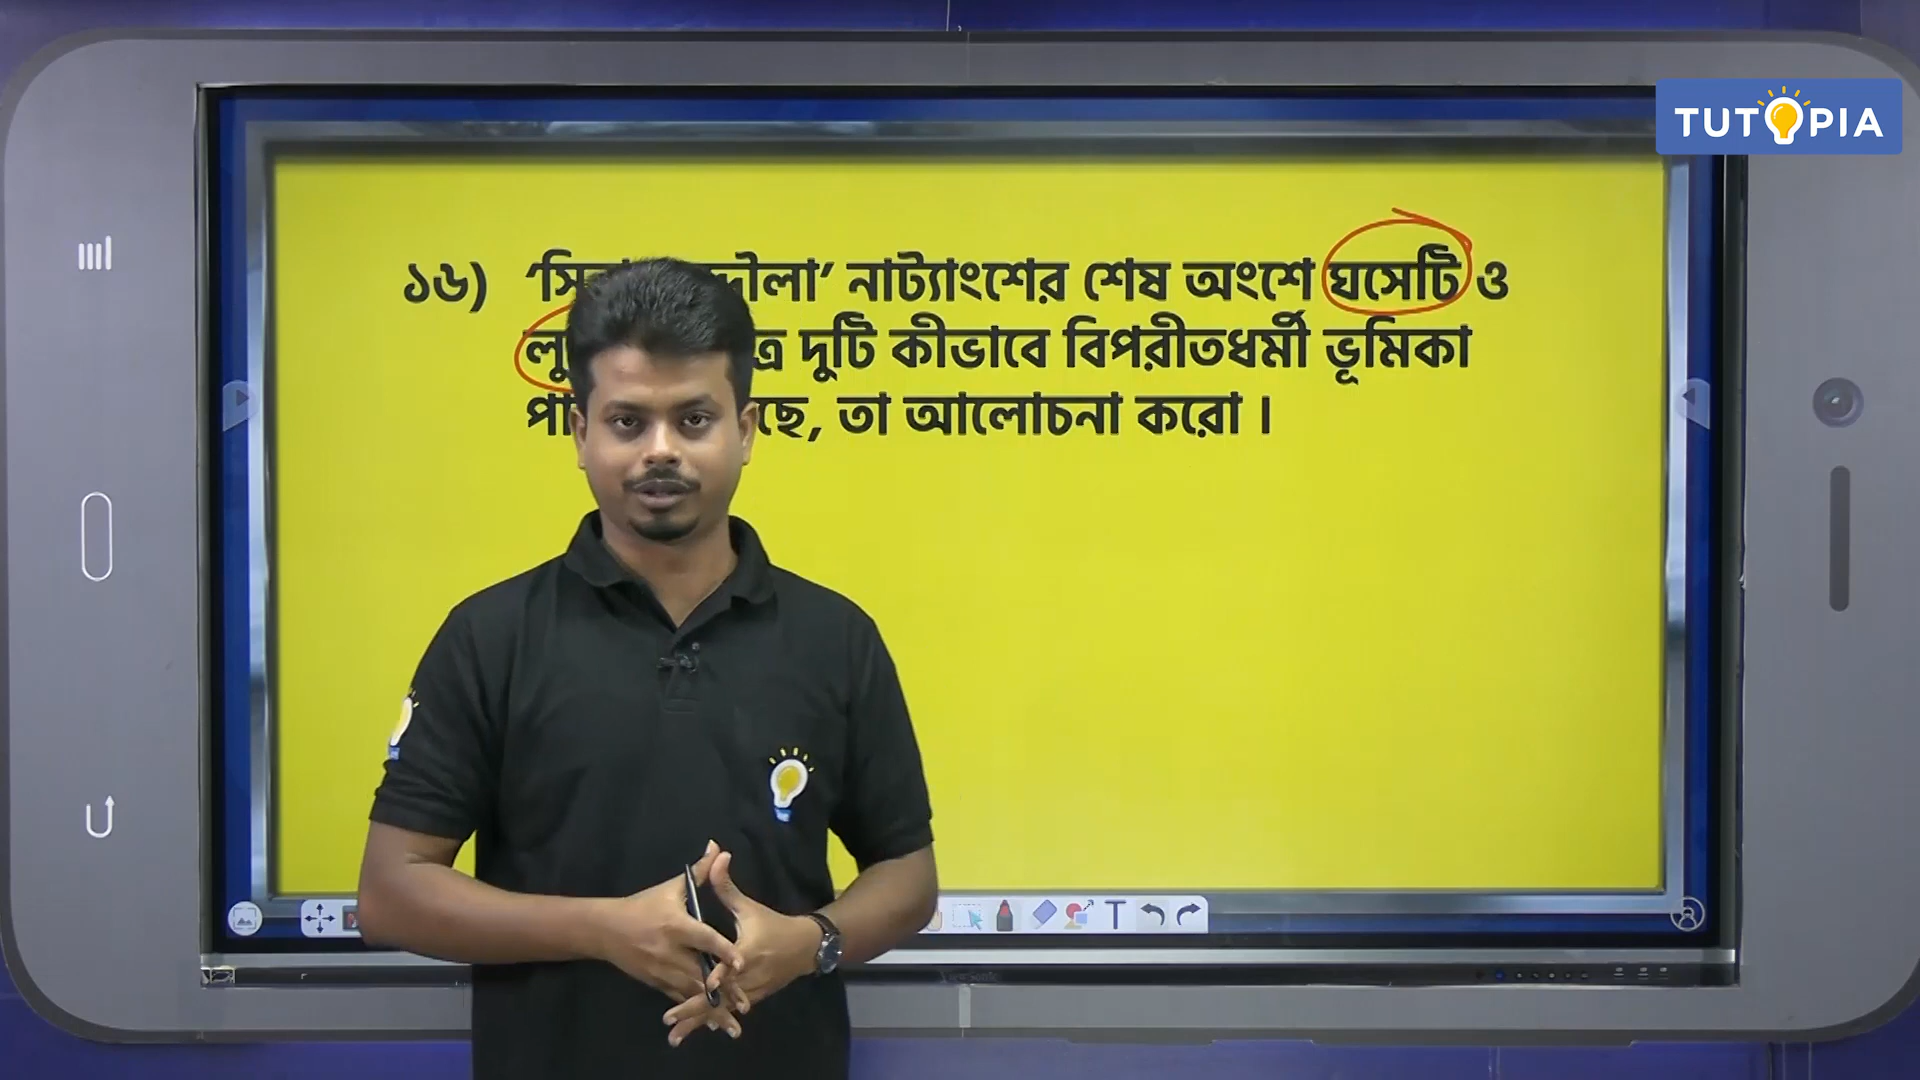 TUTOPIA
১৬) নাট্যাংশের শেষ অংশে ঘসেটি ও
দুটি কীভাবে বিপরীতধর্মী ভূমিকা
তা আলোচনা করো।